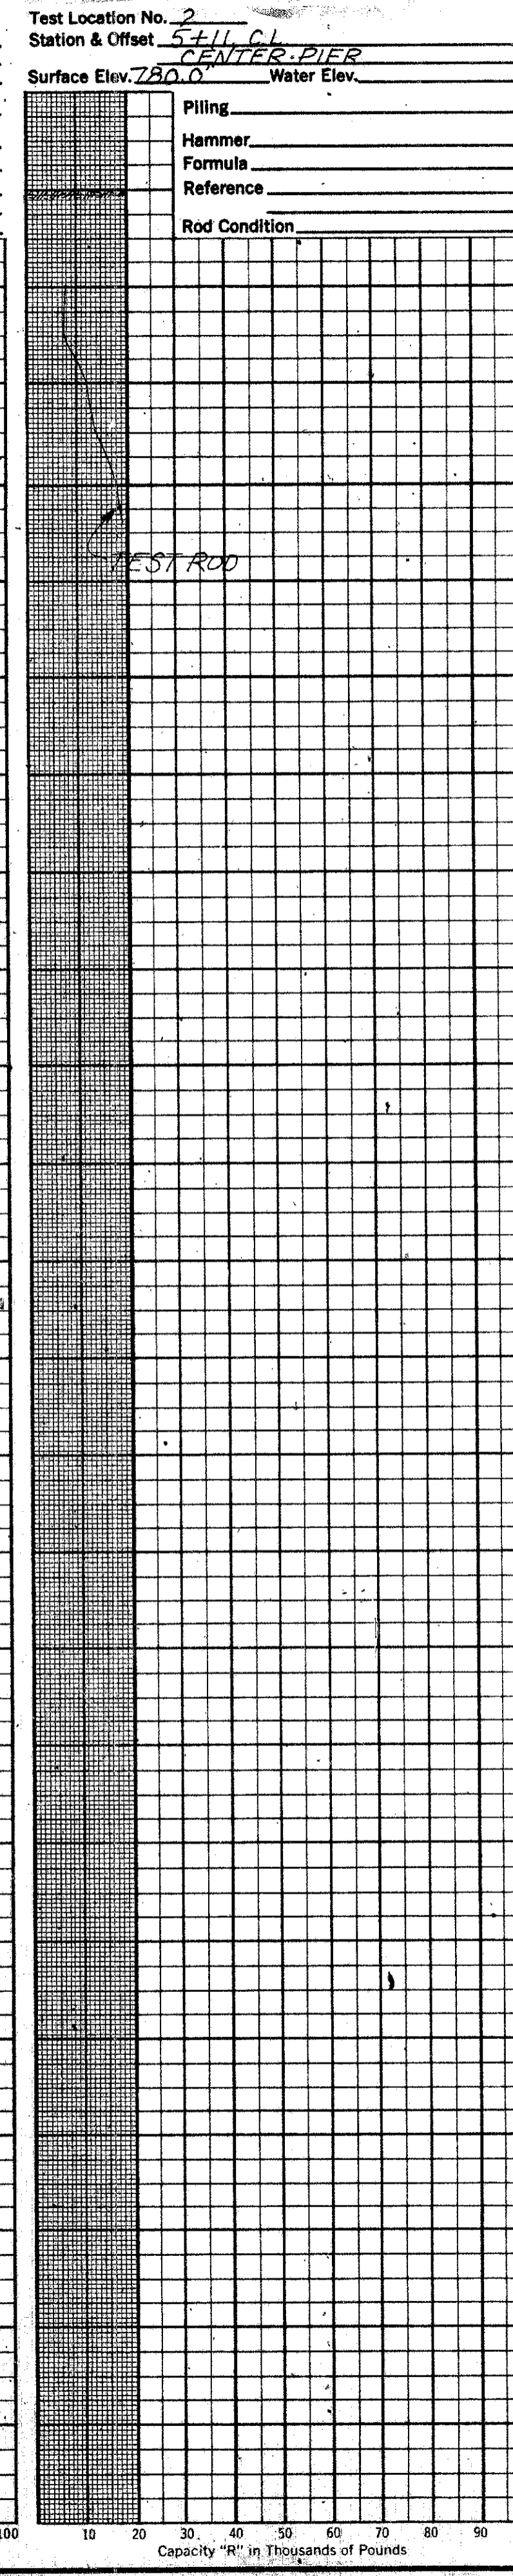 Test Location No. 2
Station & Offset 5+11 CL
CENTER PIER
Surface Elev. 780.0' Water Elev.
Piling
Hammer
Formula
Reference
Rod Condition
TEST ROD
100 10 20 30 40 50 60 70 80 90
Capacity "R" in Thousands of Pounds